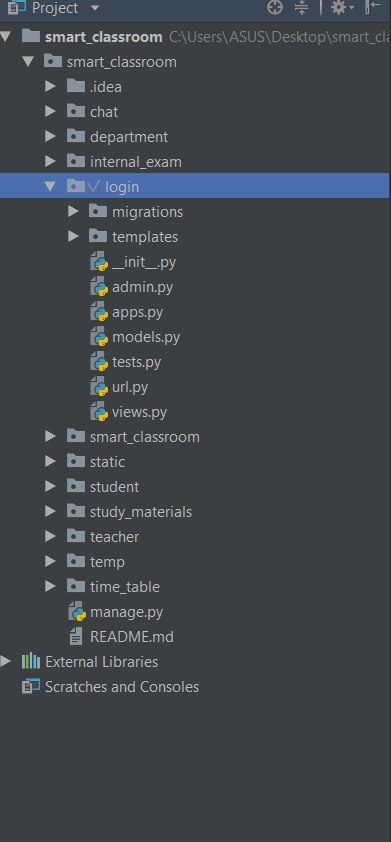 Project
smart_classroom C:\Users\ASUS\Desktop\smart_cl
smart_classroom
.idea
chat
department
internal_exam
login
migrations
templates
__init__.py
admin.py
apps.py
models.py
tests.py
url.py
views.py
smart_classroom
static
student
study_materials
teacher
temp
time_table
manage.py
README.md
External Libraries
Scratches and Consoles